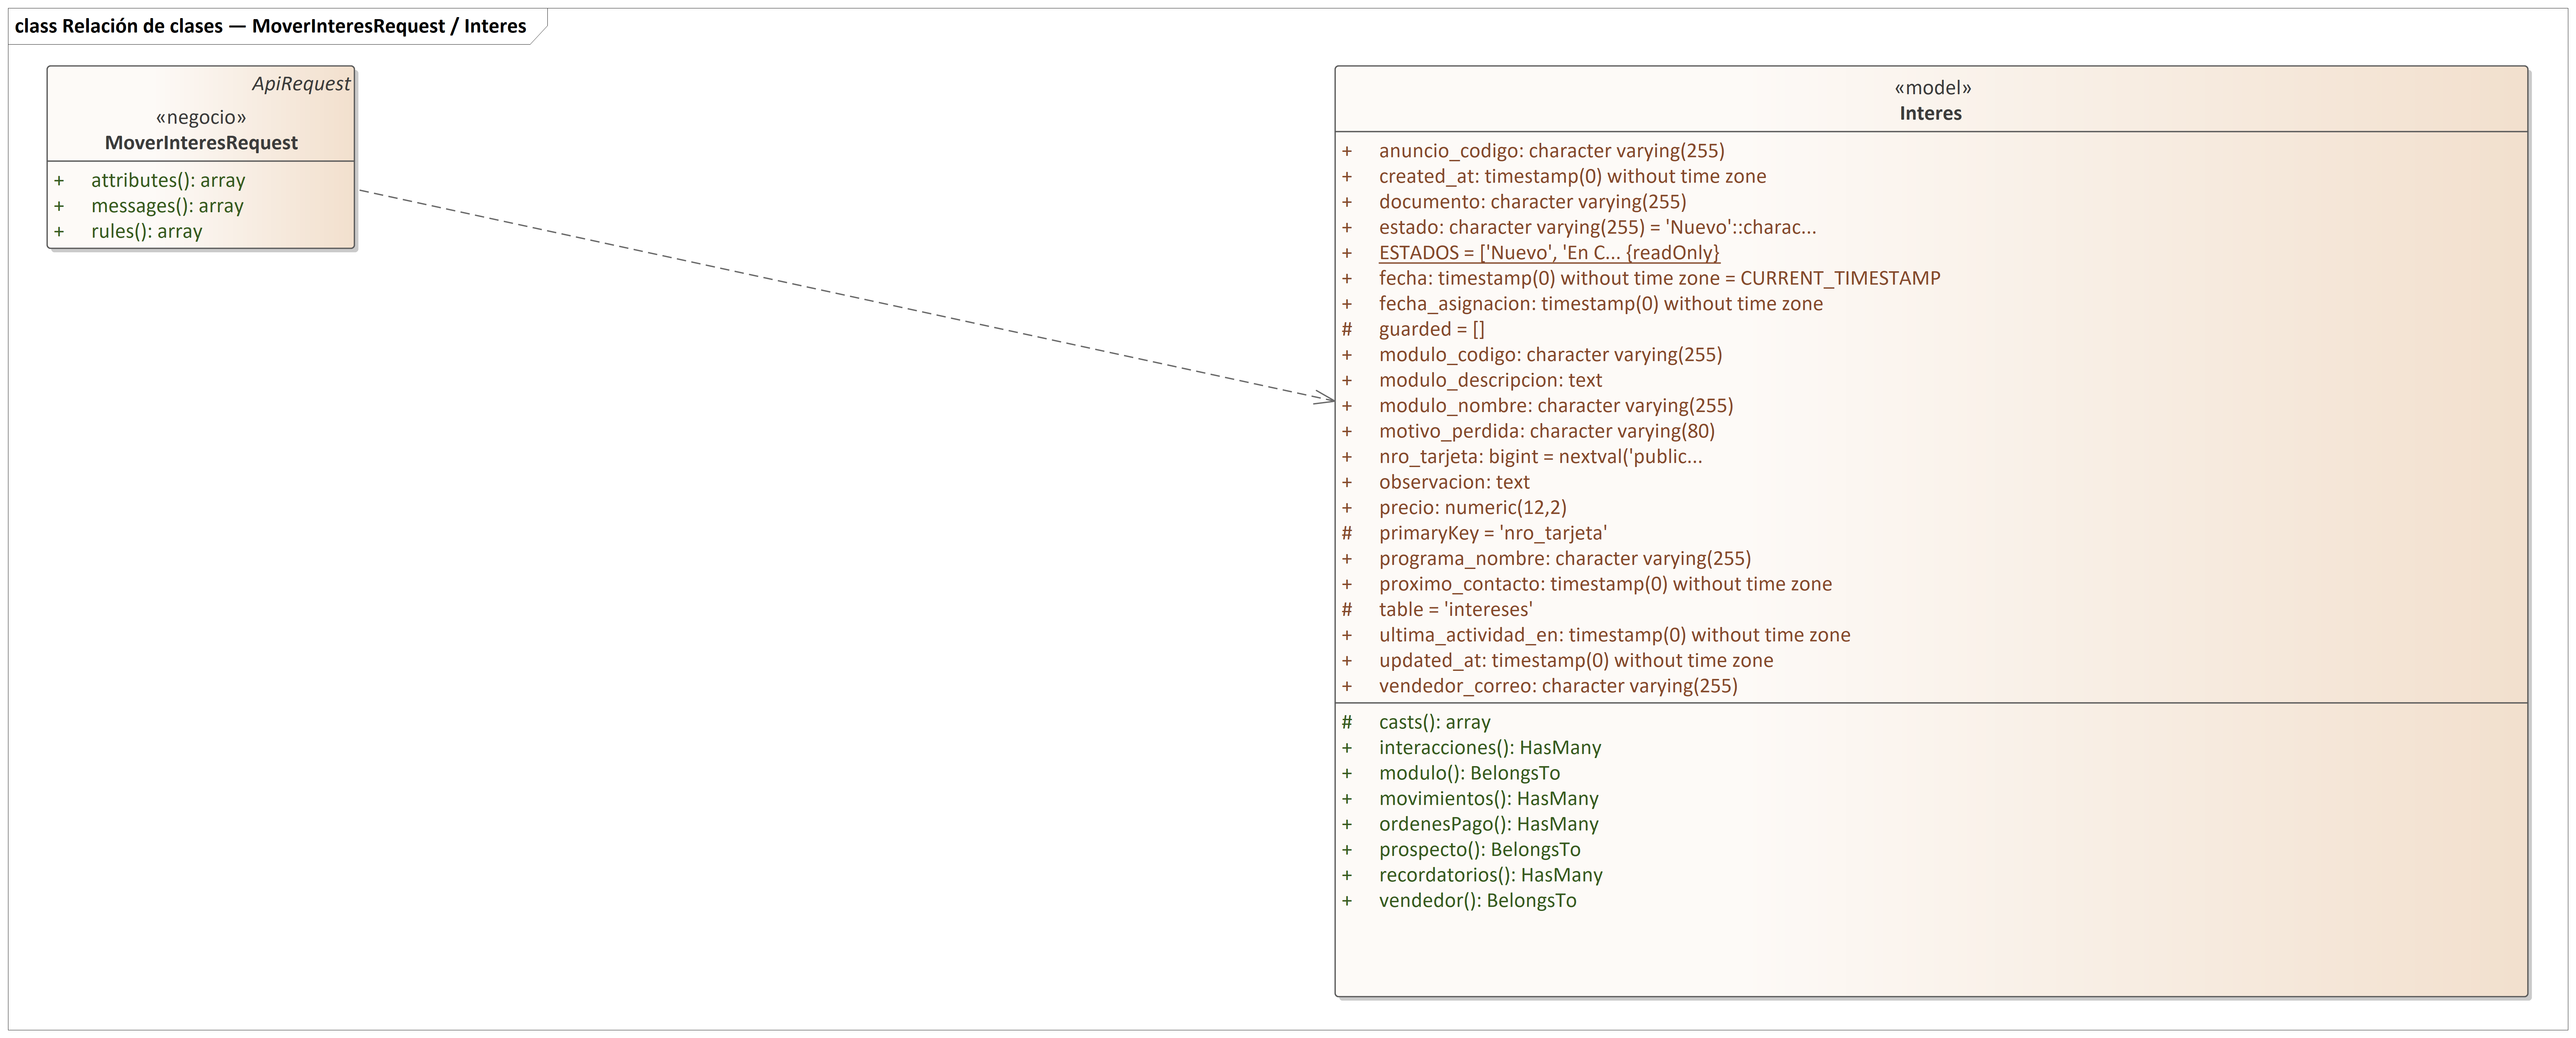 class Relación de clases — MoverInteresRequest / Interes
ApiRequest
«negocio»
MoverInteresRequest
+ attributes(): array
+ messages(): array
+ rules(): array
«model»
Interes
+ anuncio_codigo: character varying(255)
+ created_at: timestamp(0) without time zone
+ documento: character varying(255)
+ estado: character varying(255) = 'Nuevo'::charac...
+ ESTADOS = ['Nuevo', 'En C... {readOnly}
+ fecha: timestamp(0) without time zone = CURRENT_TIMESTAMP
+ fecha_asignacion: timestamp(0) without time zone
# guarded = []
+ modulo_codigo: character varying(255)
+ modulo_descripcion: text
+ modulo_nombre: character varying(255)
+ motivo_perdida: character varying(80)
+ nro_tarjeta: bigint = nextval('public...
+ observacion: text
+ precio: numeric(12,2)
# primaryKey = 'nro_tarjeta'
+ programa_nombre: character varying(255)
+ proximo_contacto: timestamp(0) without time zone
# table = 'intereses'
+ ultima_actividad_en: timestamp(0) without time zone
+ updated_at: timestamp(0) without time zone
+ vendedor_correo: character varying(255)
# casts(): array
+ interacciones(): HasMany
+ modulo(): BelongsTo
+ movimientos(): HasMany
+ ordenesPago(): HasMany
+ prospecto(): BelongsTo
+ recordatorios(): HasMany
+ vendedor(): BelongsTo